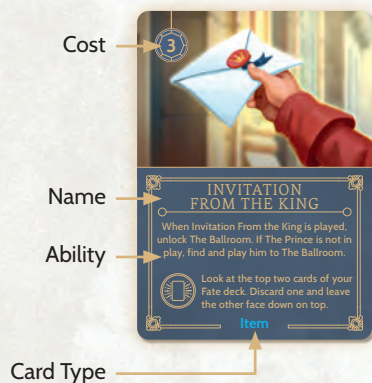 Cost
3
Name
INVITATION
FROM THE KING
When Invitation From the King is played,
unlock The Ballroom. If The Prince is not in
play, find and play him to The Ballroom.
Ability
Look at the top two cards of your
Fate deck. Discard one and leave
the other face down on top.
Item
Card Type